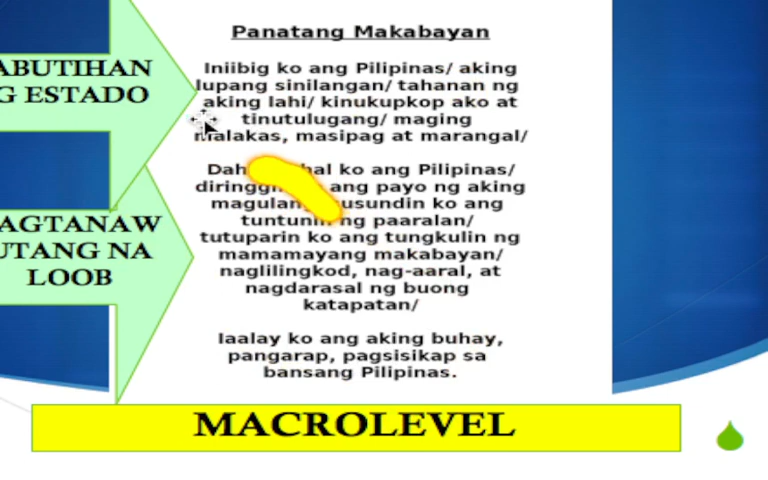 Panatang Makabayan
Iniibig ko ang Pilipinas/ aking
lupang sinilangan/ tahanan ng
aking lahi/ kinukupkop ako at
tinutulugang/ maging
malakas, masipag at marangal/
ko ang Pilipinas/
ang payo ng aking
ko ang
ng paaralan/
tutuparin ko ang tungkulin ng
mamamayang makabayan/
naglilingkod, nag-aaral, at
nagdarasal ng buong
katapatan/
Iaalay ko ang aking buhay,
pangarap, pagsisikap sa
bansang Pilipinas.
ABUTIHAN
G ESTADO
AGTANAW
UTANG NA
LOOB
MACROLEVEL